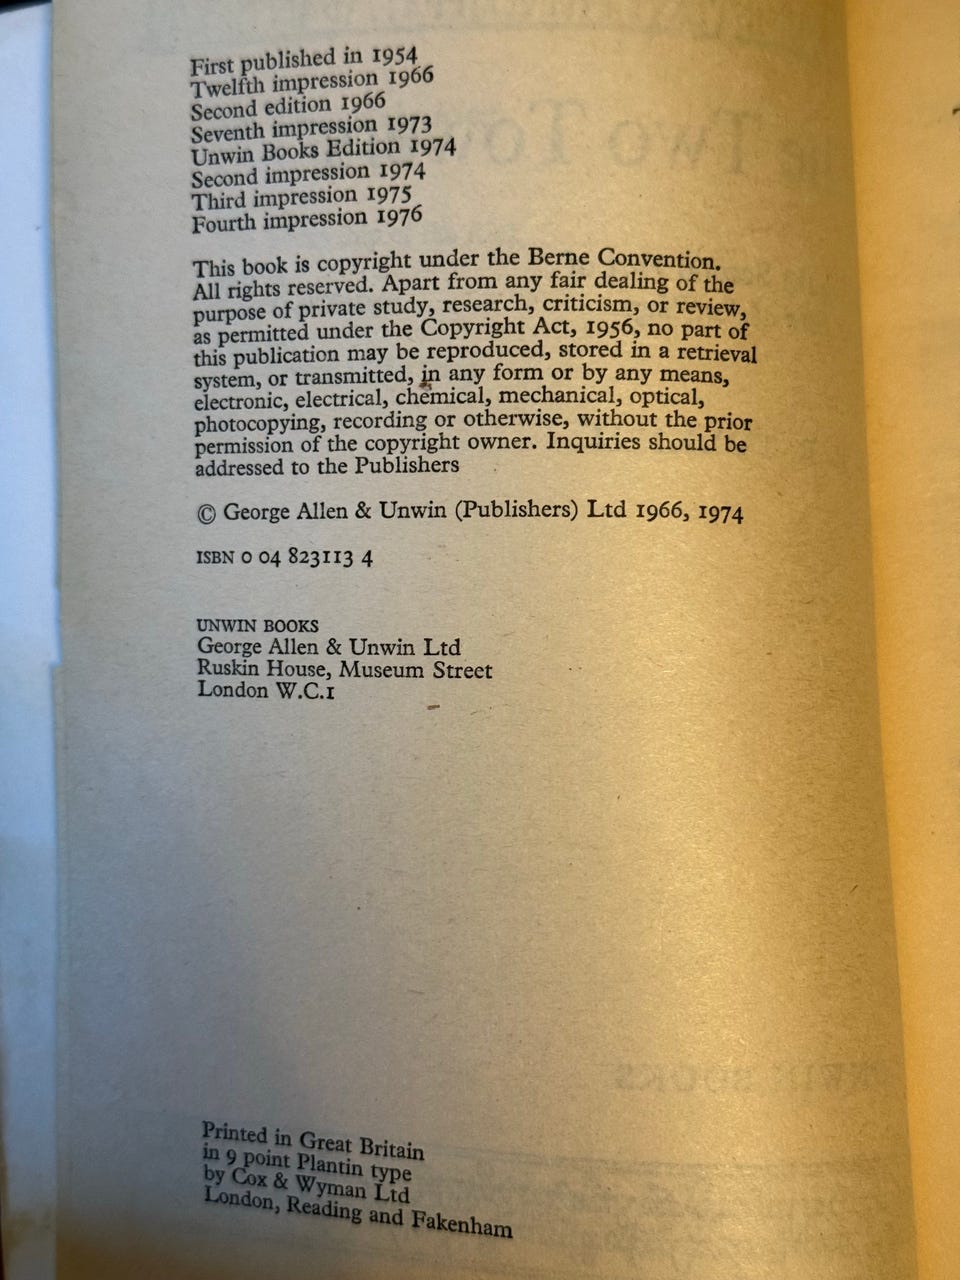 First published in 1954
Twelfth impression 1966
Second edition 1966
Seventh impression 1973
Unwin Books Edition 1974
Second impression 1974
Third impression 1975
Fourth impression 1976
This book is copyright under the Berne Convention.
All rights reserved. Apart from any fair dealing of the
purpose of private study, research, criticism, or review,
as permitted under the Copyright Act, 1956, no part of
this publication may be reproduced, stored in a retrieval
system, or transmitted, in any form or by any means,
electronic, electrical, chemical, mechanical, optical,
photocopying, recording or otherwise, without the prior
permission of the copyright owner. Inquiries should be
addressed to the Publishers
© George Allen & Unwin (Publishers) Ltd 1966, 1974
ISBN 0 04 823113 4
UNWIN BOOKS
George Allen & Unwin Ltd
Ruskin House, Museum Street
London W.C.1
Printed in Great Britain
in 9 point Plantin type
by Cox & Wyman Ltd
London, Reading and Fakenham